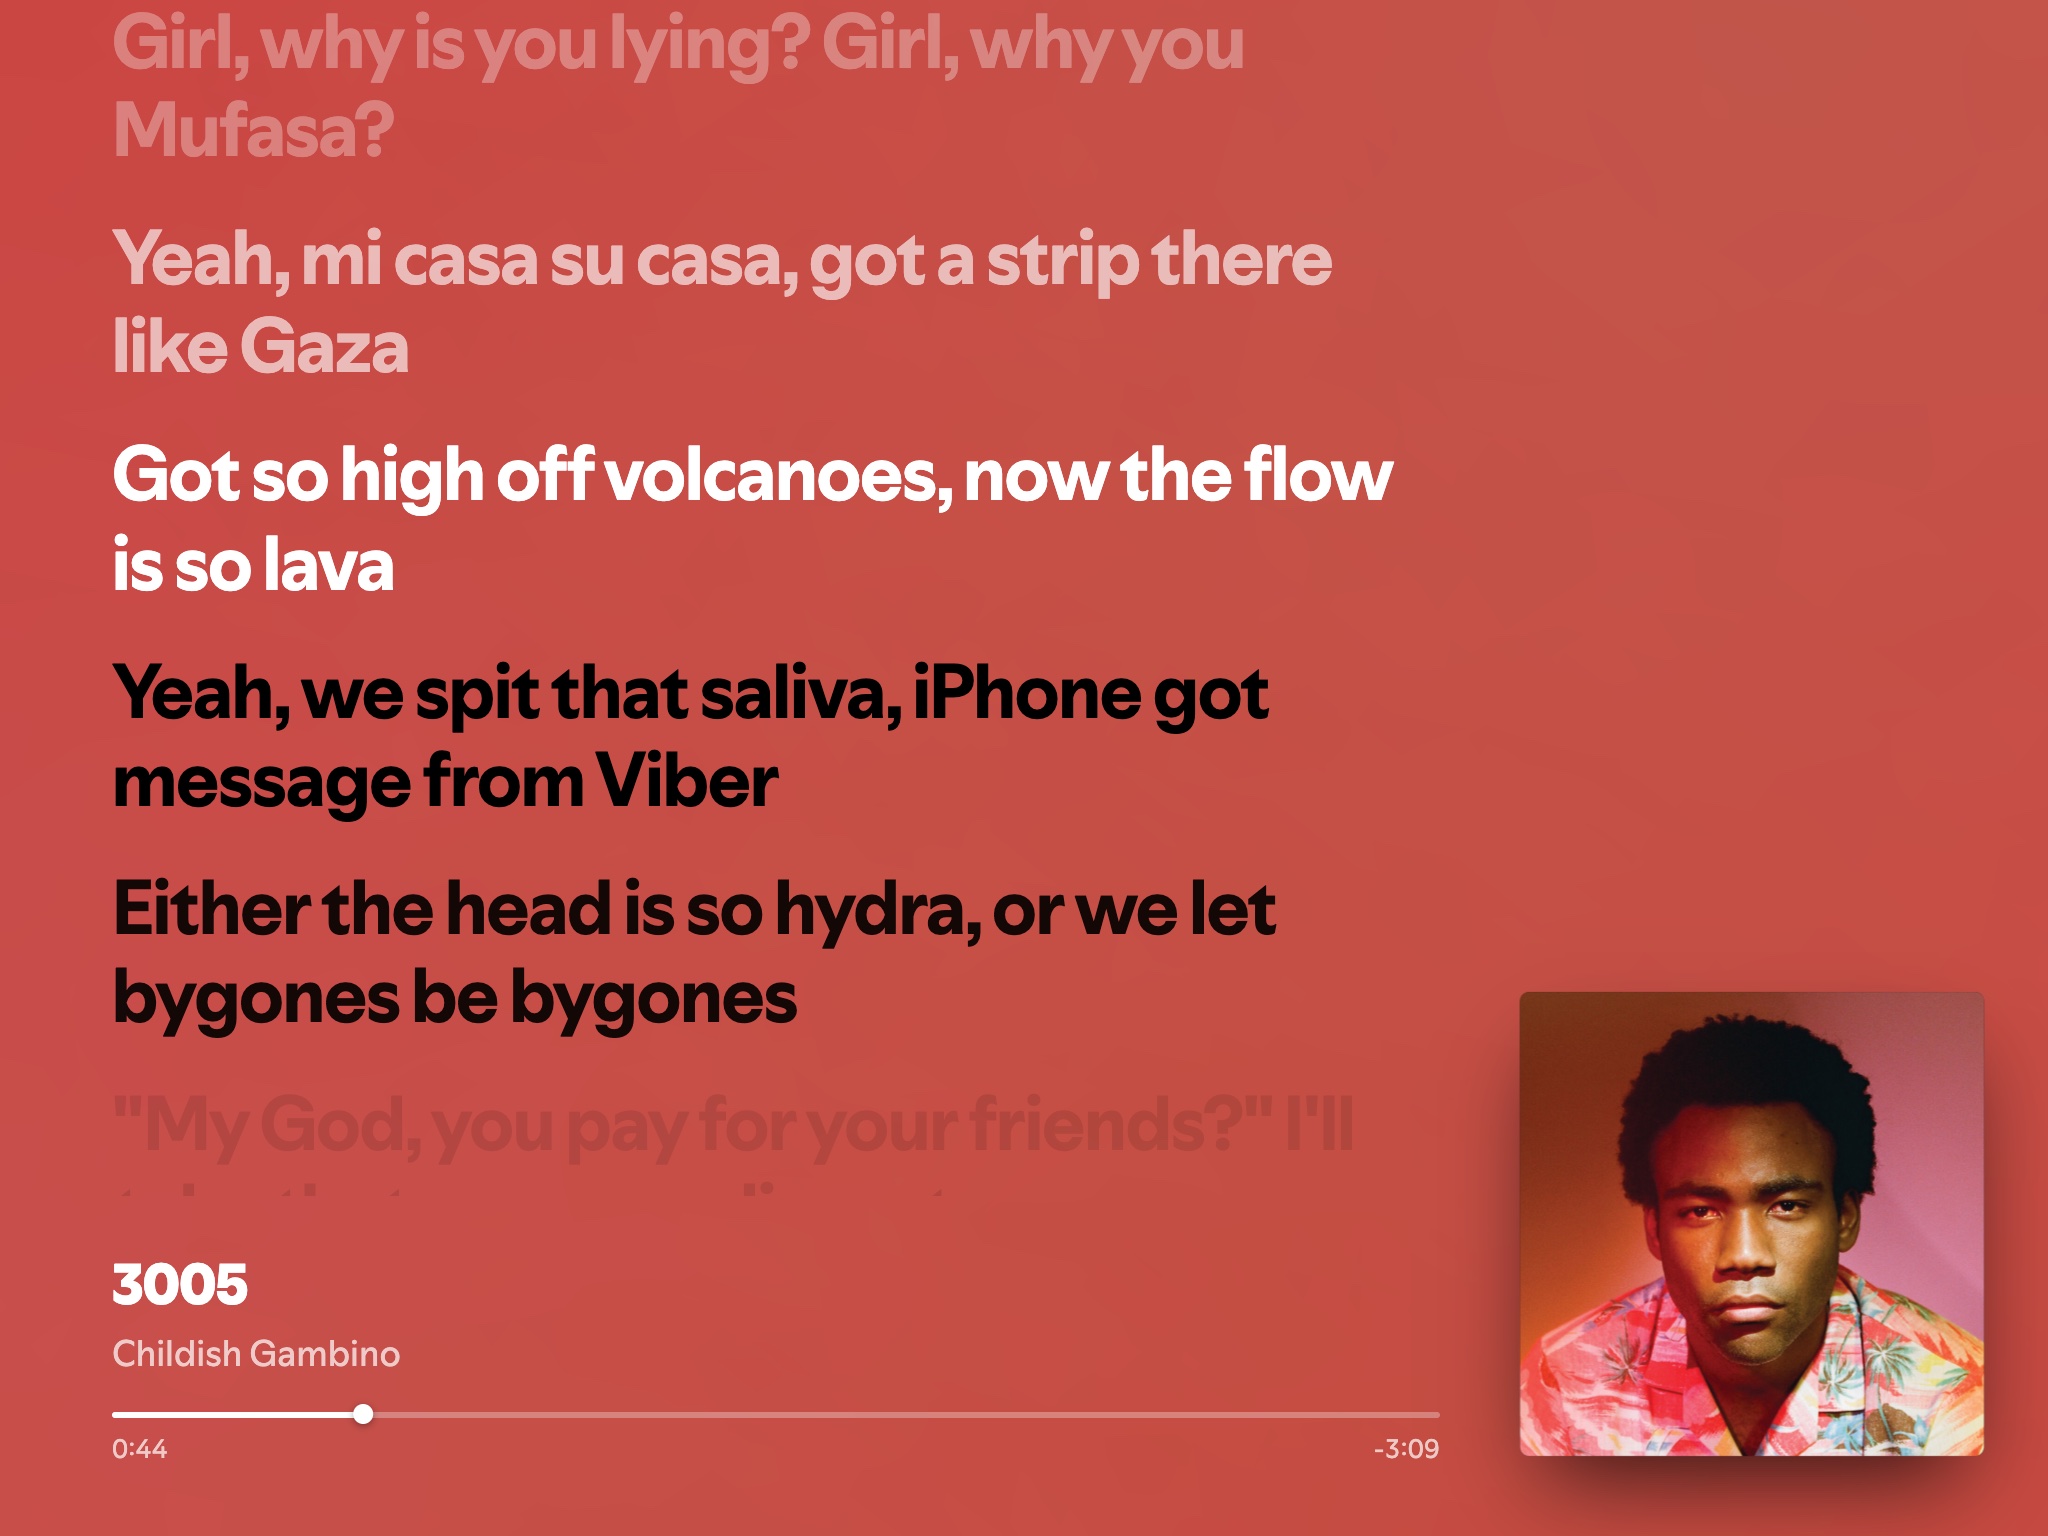 Girl, why is you lying? Girl, why you
Mufasa?
Yeah, mi casa su casa, got a strip there
like Gaza
Got so high off volcanoes, now the flow
is so lava
Yeah, we spit that saliva, iPhone got
message from Viber
Either the head is so hydra, or we let
bygones be bygones
"My God, you pay for your friends?" I'll
3005
Childish Gambino
0:44
-3:09